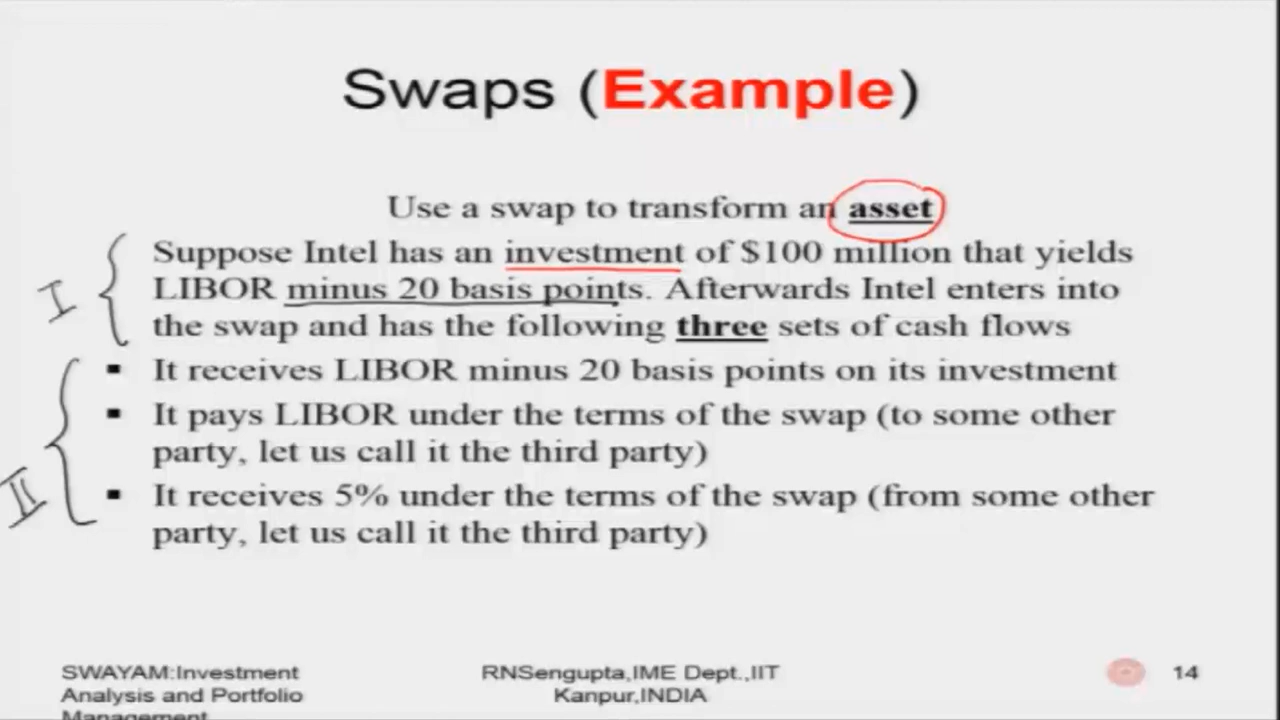 Swaps (Example)
Use a swap to transform an asset
Suppose Intel has an investment of $100 million that yields
LIBOR minus 20 basis points. Afterwards Intel enters into
I
the swap and has the following three sets of cash flows
▪ It receives LIBOR minus 20 basis points on its investment
▪ It pays LIBOR under the terms of the swap (to some other
party, let us call it the third party)
II
▪ It receives 5% under the terms of the swap (from some other
party, let us call it the third party)
SWAYAM:Investment
Analysis and Portfolio
Management
RNSengupta,IME Dept.,IIT
Kanpur,INDIA
14